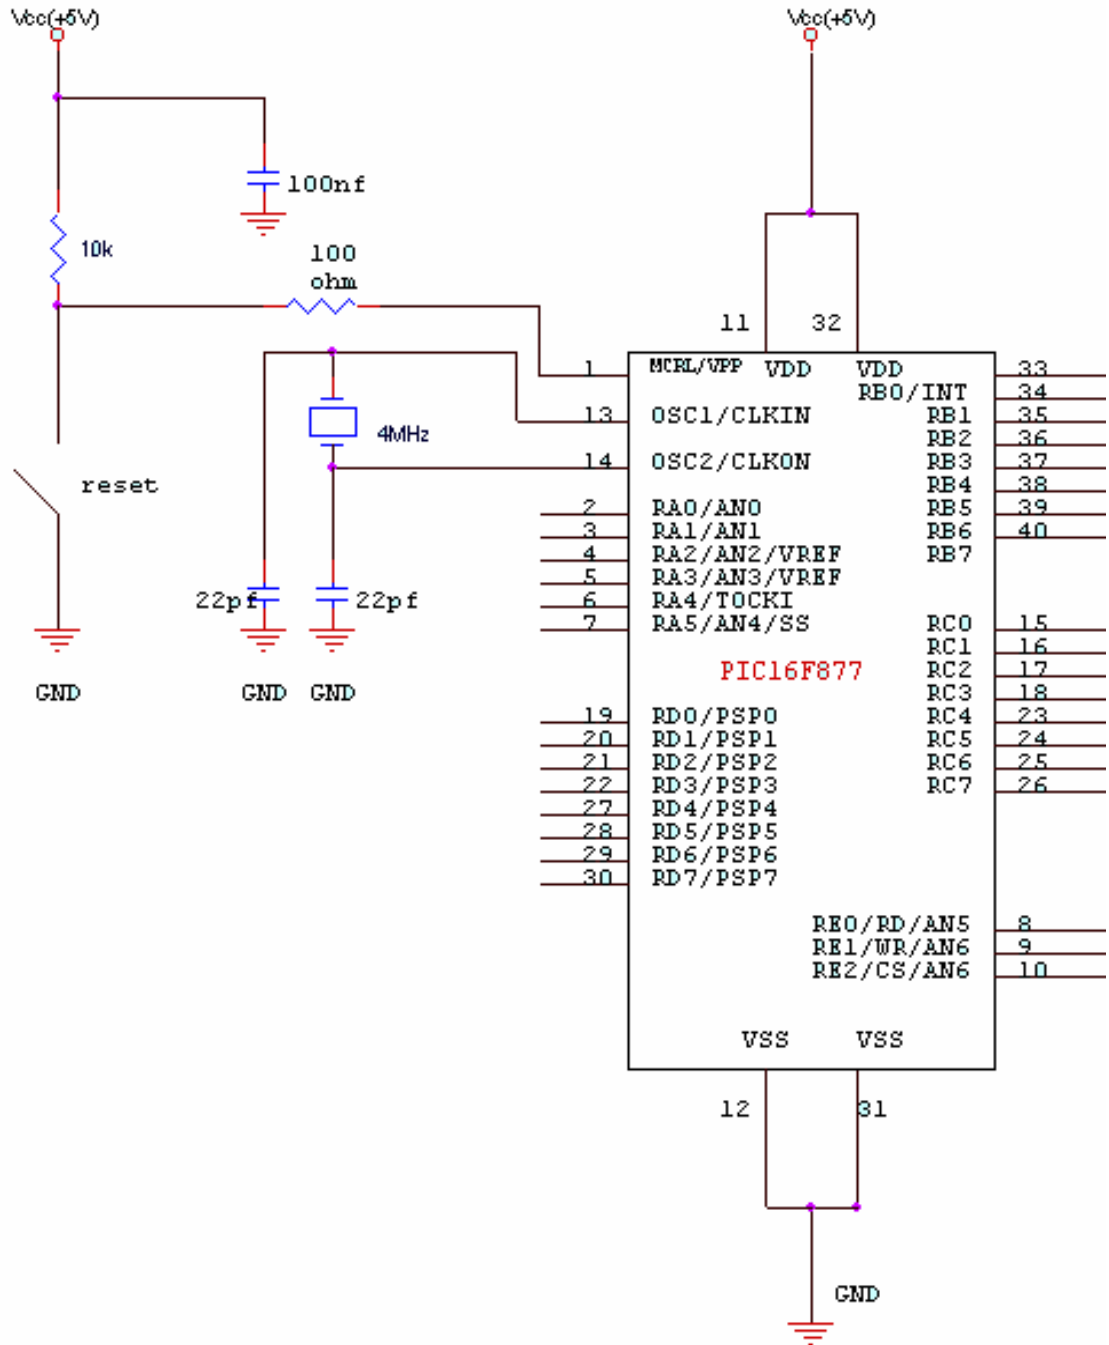 Vcc(+5V)
Vcc(+5V)
100nf
10k
100
ohm
11
32
1
MCRL/VPP
VDD
VDD
33
RB0/INT
34
13
OSC1/CLKIN
RB1
35
4MHz
RB2
36
14
OSC2/CLKON
RB3
37
reset
RB4
38
2
RA0/AN0
RB5
39
3
RA1/AN1
RB6
40
4
RA2/AN2/VREF
RB7
5
RA3/AN3/VREF
22pf
22pf
6
RA4/TOCKI
7
RA5/AN4/SS
RC0
15
RC1
16
PIC16F877
RC2
17
GND
GND
GND
RC3
18
19
RD0/PSP0
RC4
23
20
RD1/PSP1
RC5
24
21
RD2/PSP2
RC6
25
22
RD3/PSP3
RC7
26
27
RD4/PSP4
28
RD5/PSP5
29
RD6/PSP6
30
RD7/PSP7
RE0/RD/AN5
8
RE1/WR/AN6
9
RE2/CS/AN6
10
VSS
VSS
12
31
GND